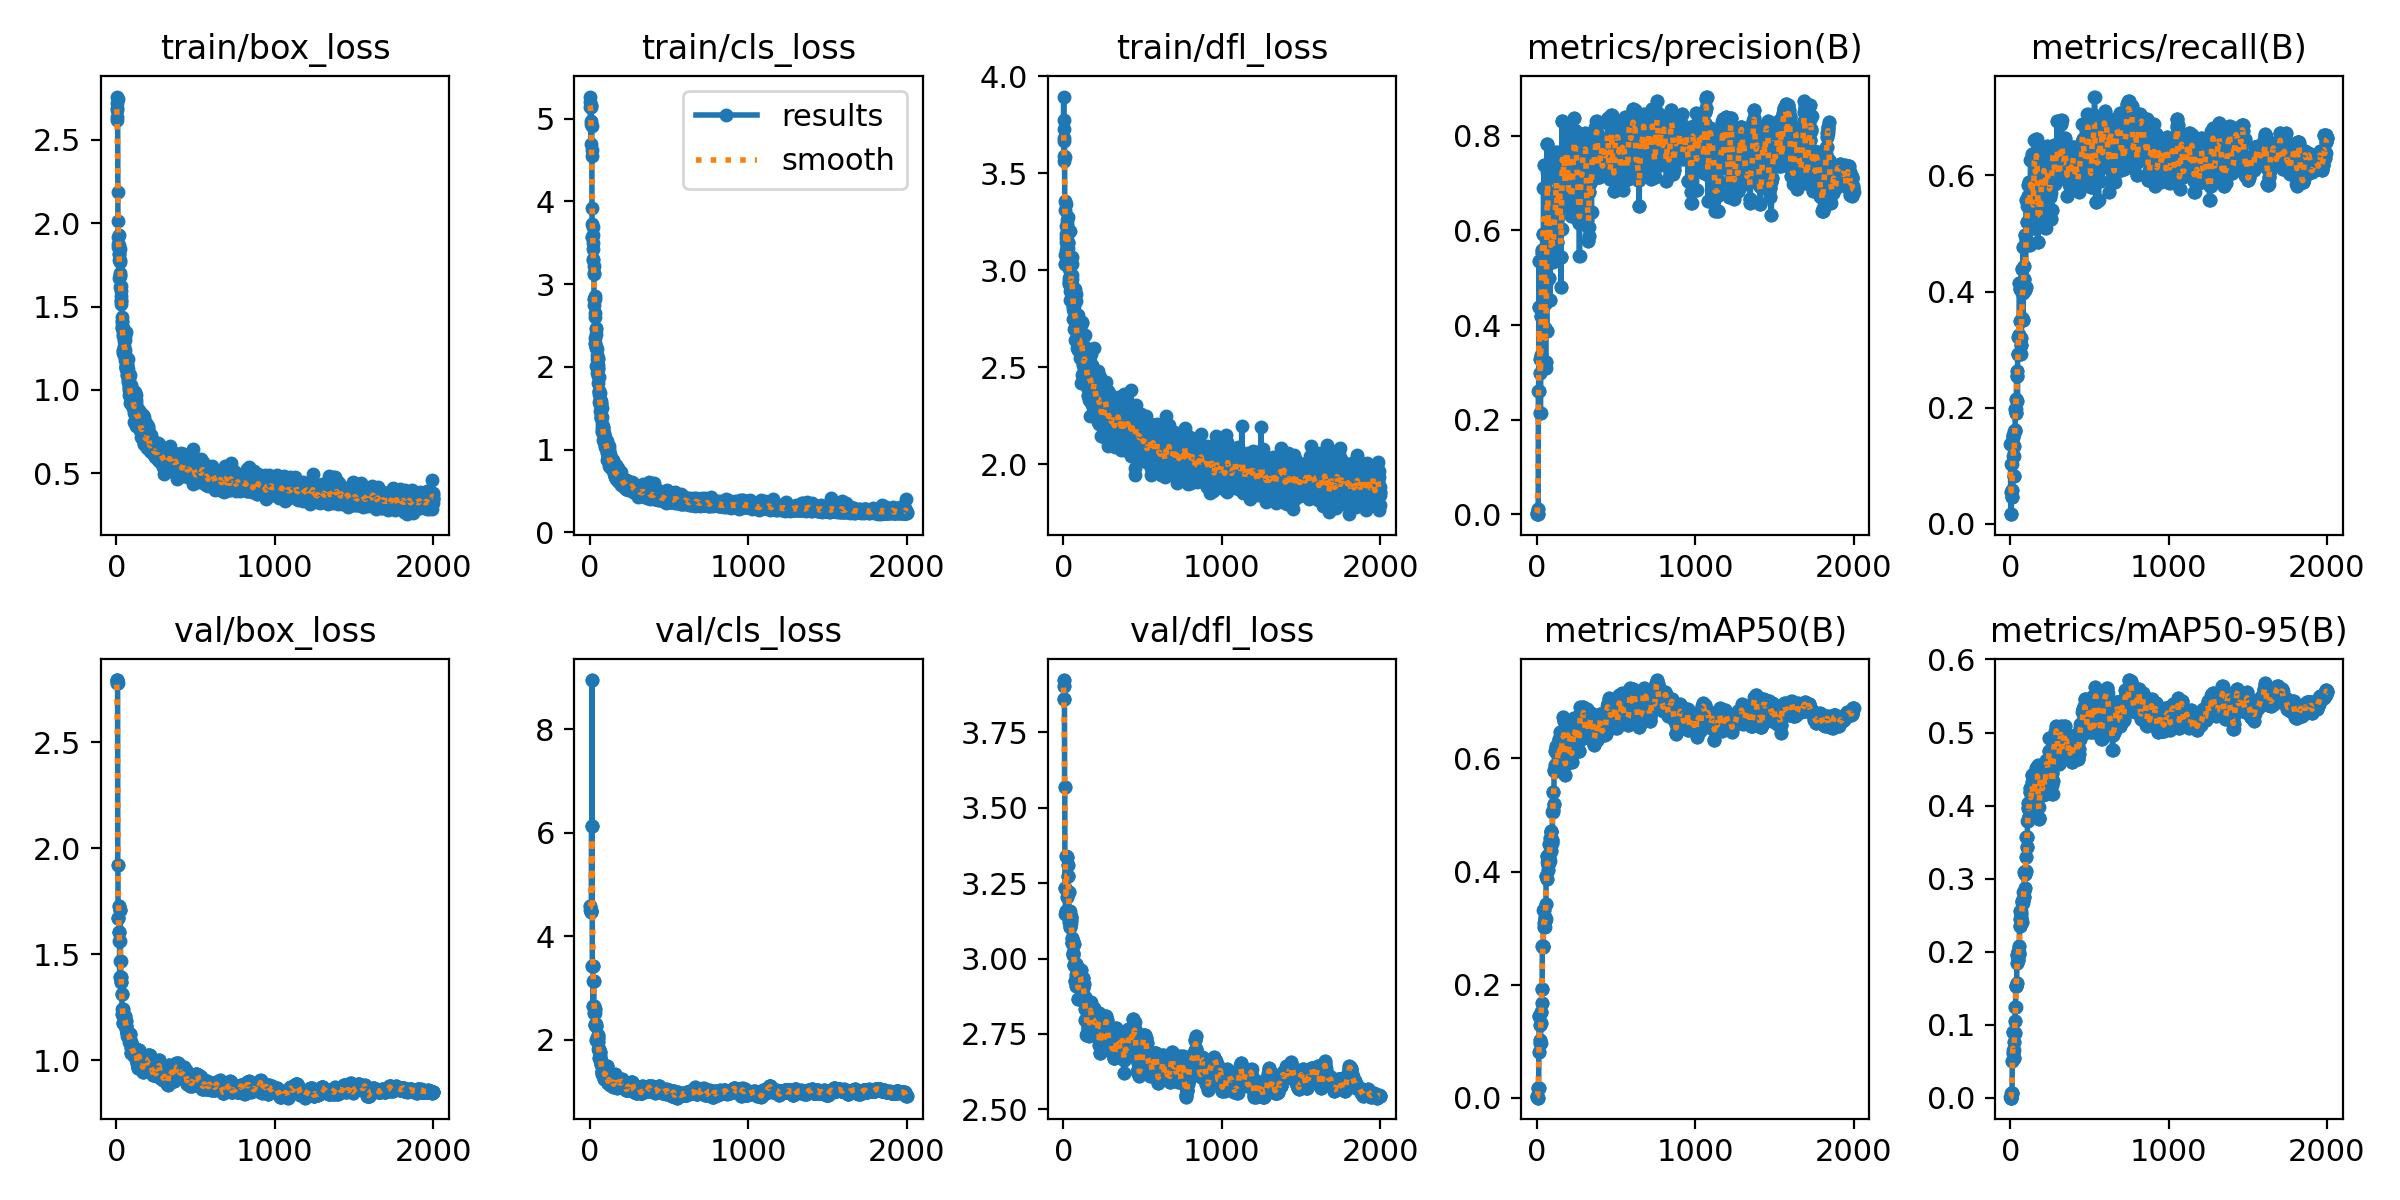 train/box_loss
2.5
2.0
1.5
1.0
0.5
0 1000 2000
train/cls_loss
results
smooth
5
4
3
2
1
0
0 1000 2000
train/dfl_loss
4.0
3.5
3.0
2.5
2.0
0 1000 2000
metrics/precision(B)
0.8
0.6
0.4
0.2
0.0
0 1000 2000
metrics/recall(B)
0.6
0.4
0.2
0.0
0 1000 2000
val/box_loss
2.5
2.0
1.5
1.0
0 1000 2000
val/cls_loss
8
6
4
2
0 1000 2000
val/dfl_loss
3.75
3.50
3.25
3.00
2.75
2.50
0 1000 2000
metrics/mAP50(B)
0.6
0.4
0.2
0.0
0 1000 2000
metrics/mAP50-95(B)
0.6
0.5
0.4
0.3
0.2
0.1
0.0
0 1000 2000